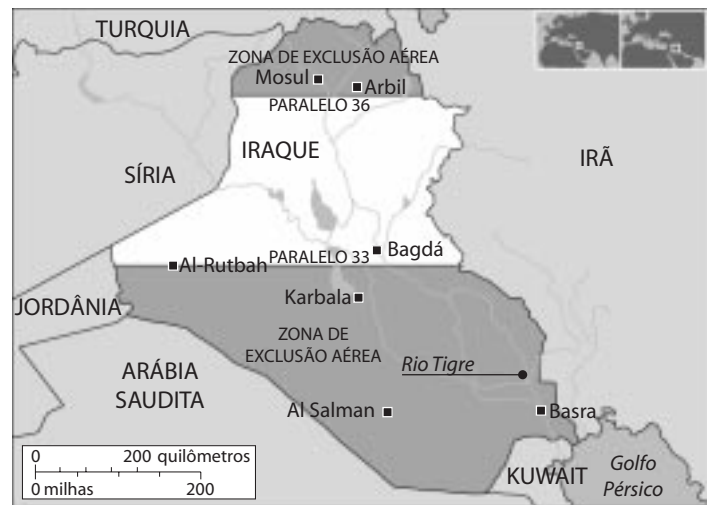 TURQUIA
ZONA DE EXCLUSÃO AÉREA
Mosul
Arbil
PARALELO 36
IRAQUE
IRÃ
SÍRIA
PARALELO 33
Bagdá
Al-Rutbah
Karbala
JORDÂNIA
ZONA DE
EXCLUSÃO AÉREA
Rio Tigre
ARÁBIA
SAUDITA
Al Salman
Basra
0 200 quilômetros
0 milhas 200
KUWAIT
Golfo
Pérsico